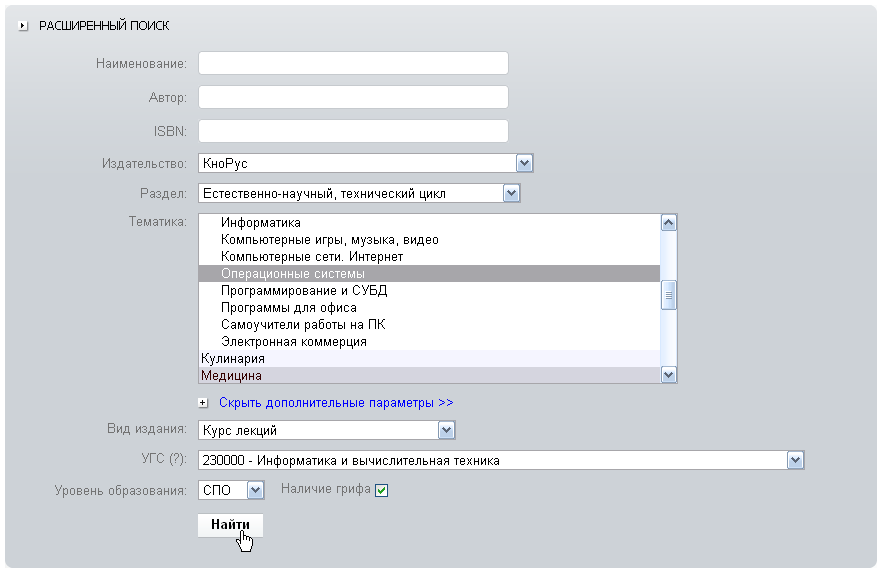 РАСШИРЕННЫЙ ПОИСК
Наименование:
Автор:
ISBN:
Издательство: КноРус
Раздел: Естественно-научный, технический цикл
Тематика: Информатика
Компьютерные игры, музыка, видео
Компьютерные сети. Интернет
Операционные системы
Программирование и СУБД
Программы для офиса
Самоучители работы на ПК
Электронная коммерция
Кулинария
Медицина
Скрыть дополнительные параметры >>
Вид издания: Курс лекций
УГС (?): 230000 - Информатика и вычислительная техника
Уровень образования: СПО Наличие грифа
Найти